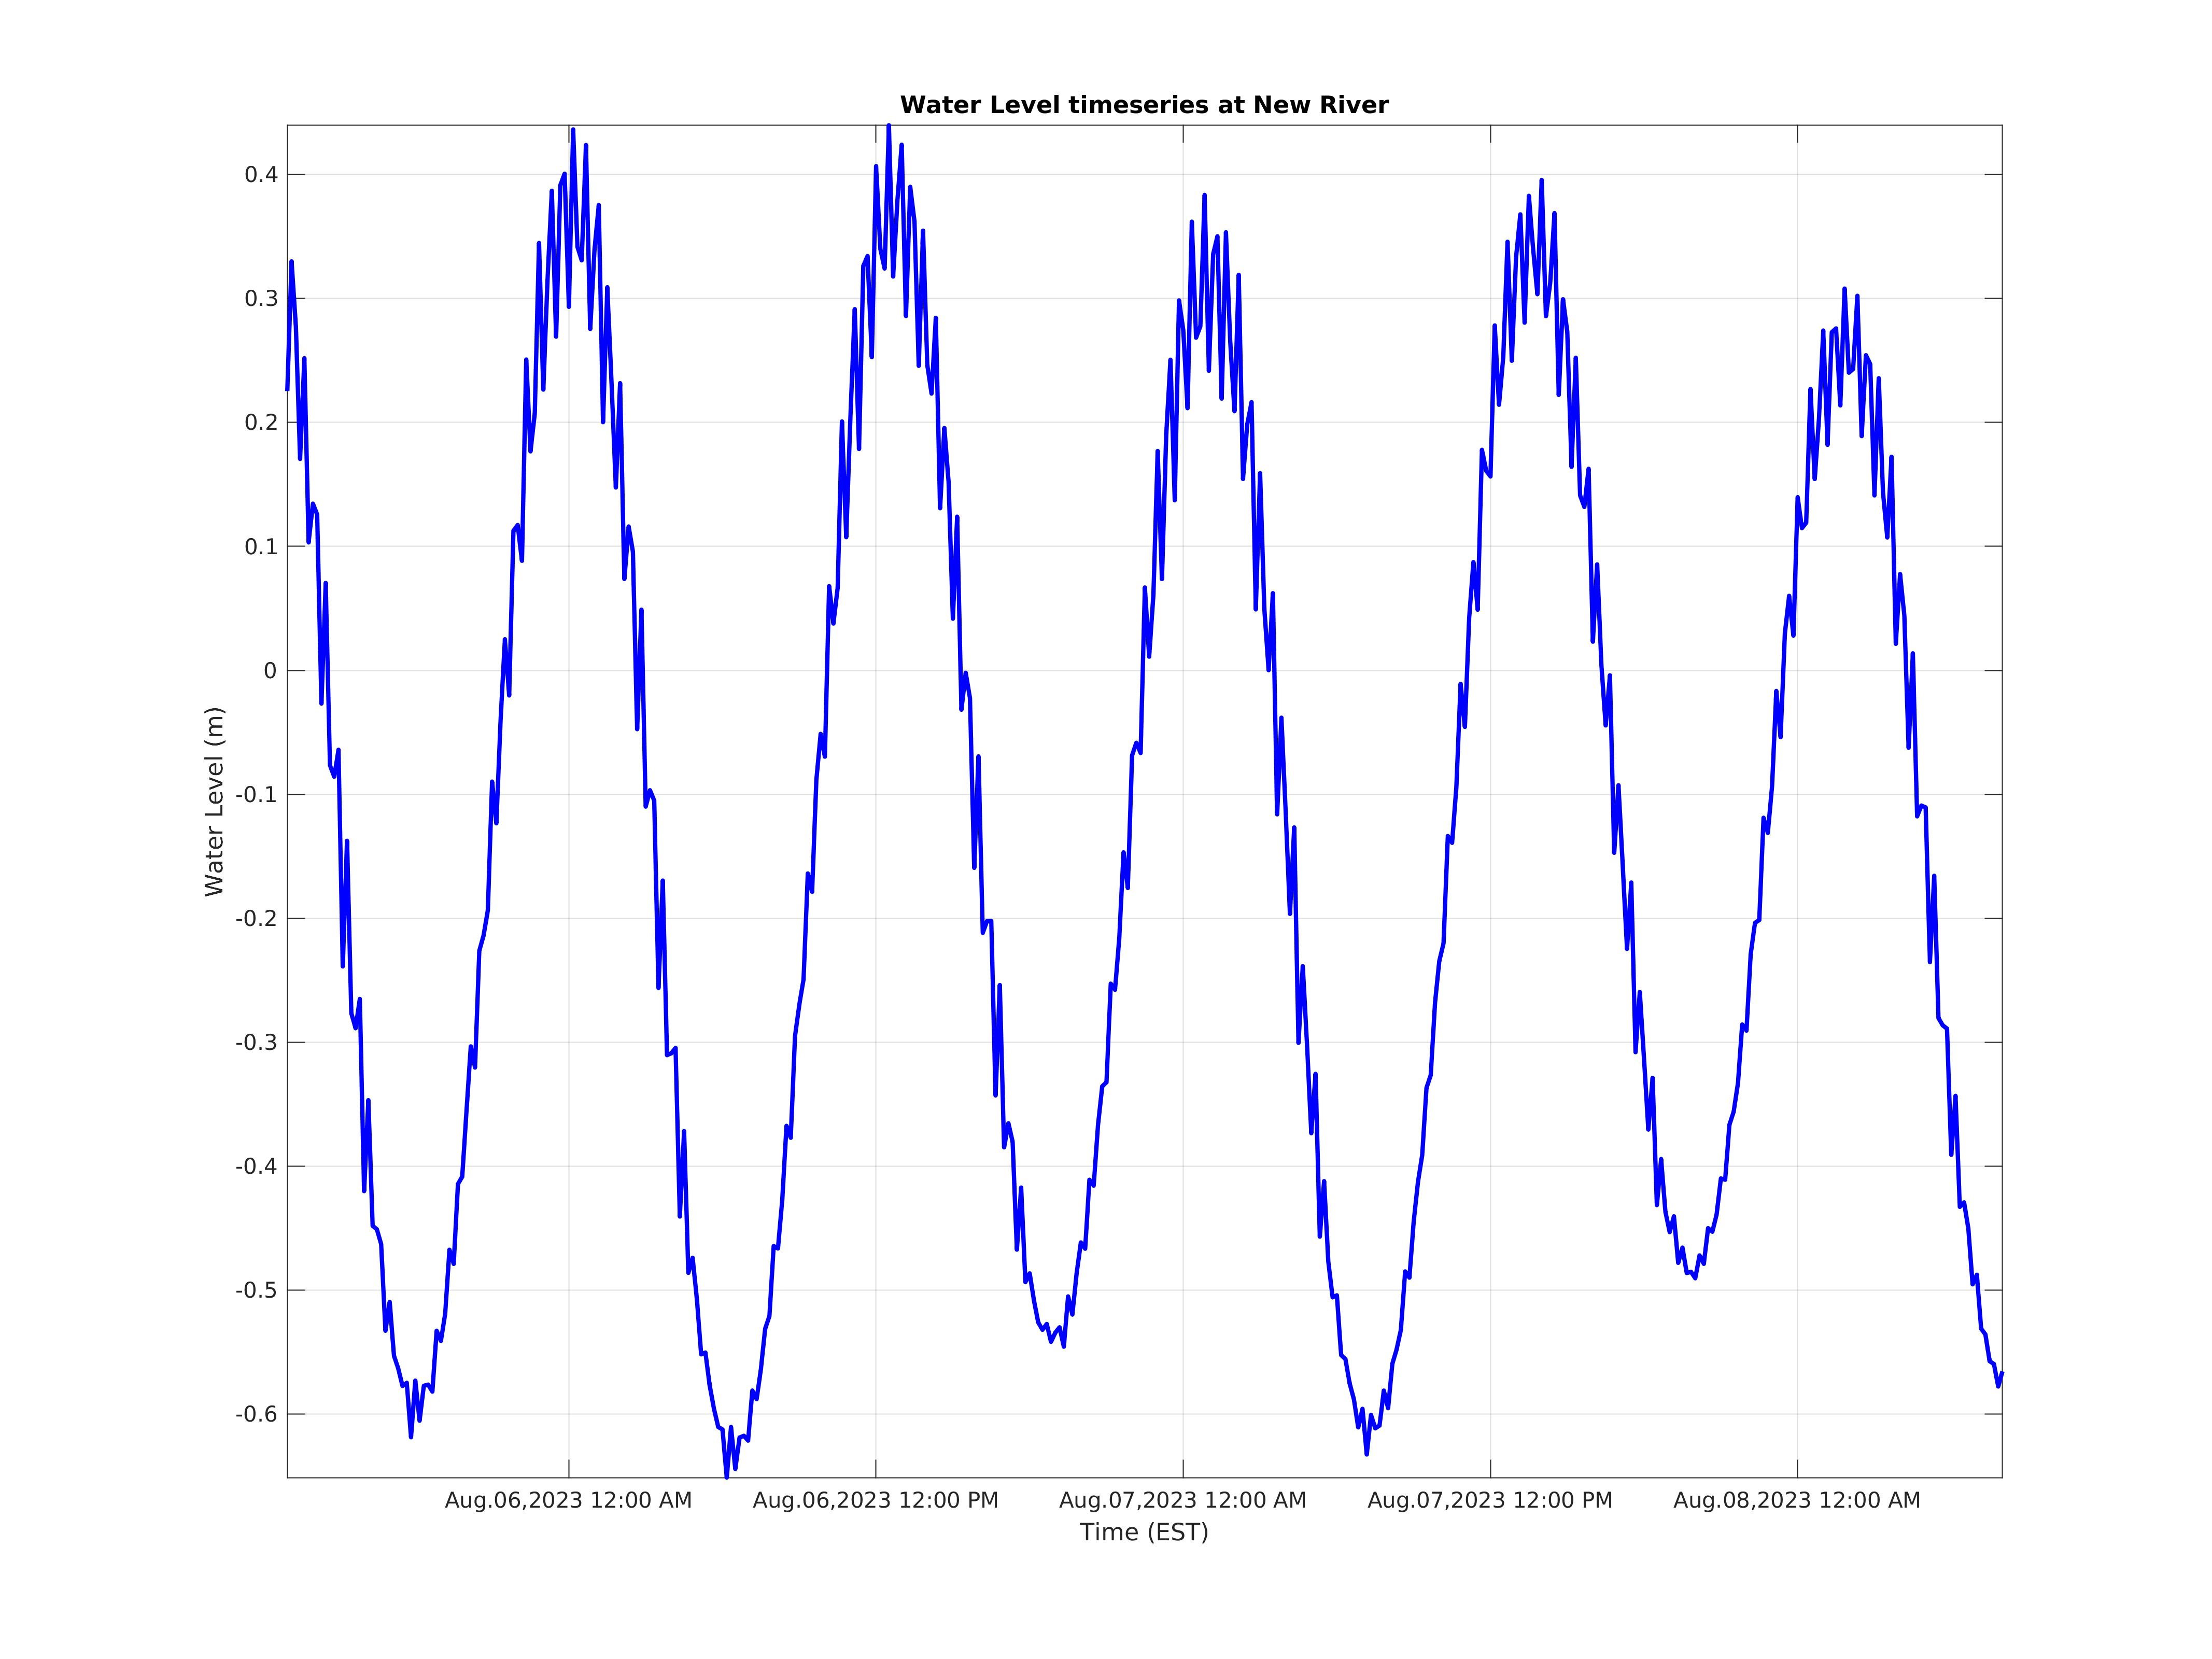 Water Level timeseries at New River
0.4
0.3
0.2
0.1
0
-0.1
-0.2
-0.3
-0.4
-0.5
-0.6
Water Level (m)
Aug.06,2023 12:00 AM Aug.06,2023 12:00 PM Aug.07,2023 12:00 AM Aug.07,2023 12:00 PM Aug.08,2023 12:00 AM
Time (EST)